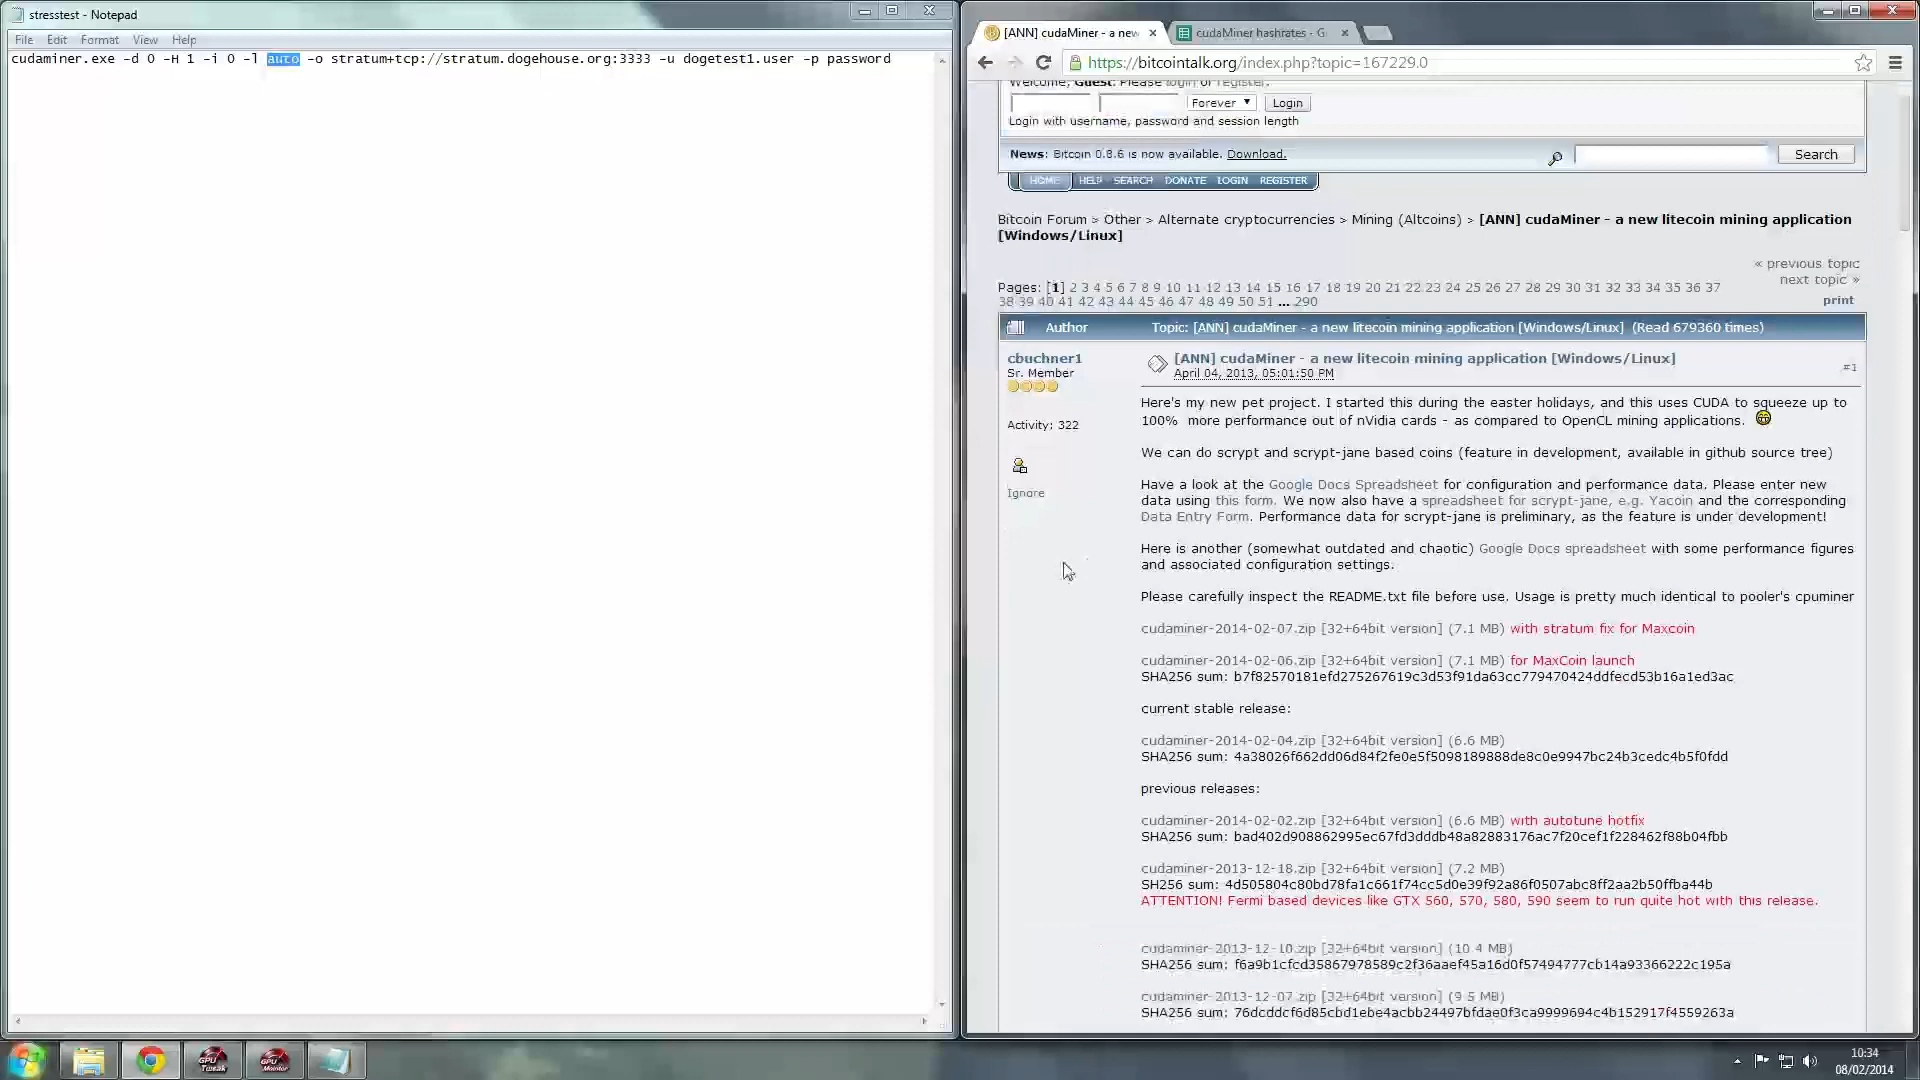 stresstest - Notepad
File Edit Format View Help
cudaminer.exe -d 0 -H 1 -i 0 -l auto -o stratum+tcp://stratum.dogehouse.org:3333 -u dogetest1.user -p password
[ANN] cudaMiner - a new
cudaMiner hashrates - G
https://bitcointalk.org/index.php?topic=167229.0
Welcome, Guest. Please login or register.
Forever Login
Login with username, password and session length
News: Bitcoin 0.8.6 is now available. Download.
Search
HOME HELP SEARCH DONATE LOGIN REGISTER
Bitcoin Forum > Other > Alternate cryptocurrencies > Mining (Altcoins) > [ANN] cudaMiner - a new litecoin mining application
[Windows/Linux]
« previous topic
next topic »
Pages: [1] 2 3 4 5 6 7 8 9 10 11 12 13 14 15 16 17 18 19 20 21 22 23 24 25 26 27 28 29 30 31 32 33 34 35 36 37
38 39 40 41 42 43 44 45 46 47 48 49 50 51 ... 290
print
Author Topic: [ANN] cudaMiner - a new litecoin mining application [Windows/Linux] (Read 679360 times)
cbuchner1
Sr. Member
Activity: 322
Ignore
[ANN] cudaMiner - a new litecoin mining application [Windows/Linux]
April 04, 2013, 05:01:50 PM
#1
Here's my new pet project. I started this during the easter holidays, and this uses CUDA to squeeze up to
100% more performance out of nVidia cards - as compared to OpenCL mining applications.
We can do scrypt and scrypt-jane based coins (feature in development, available in github source tree)
Have a look at the Google Docs Spreadsheet for configuration and performance data. Please enter new
data using this form. We now also have a spreadsheet for scrypt-jane, e.g. Yacoin and the corresponding
Data Entry Form. Performance data for scrypt-jane is preliminary, as the feature is under development!
Here is another (somewhat outdated and chaotic) Google Docs spreadsheet with some performance figures
and associated configuration settings.
Please carefully inspect the README.txt file before use. Usage is pretty much identical to pooler's cpuminer
cudaminer-2014-02-07.zip [32+64bit version] (7.1 MB) with stratum fix for Maxcoin
cudaminer-2014-02-06.zip [32+64bit version] (7.1 MB) for MaxCoin launch
SHA256 sum: b7f82570181efd275267619c3d53f91da63cc779470424ddfecd53b16a1ed3ac
current stable release:
cudaminer-2014-02-04.zip [32+64bit version] (6.6 MB)
SHA256 sum: 4a38026f662dd06d84f2fe0e5f5098189888de8c0e9947bc24b3cedc4b5f0fdd
previous releases:
cudaminer-2014-02-02.zip [32+64bit version] (6.6 MB) with autotune hotfix
SHA256 sum: bad402d908862995ec67fd3dddb48a82883176ac7f20cef1f228462f88b04fbb
cudaminer-2013-12-18.zip [32+64bit version] (7.2 MB)
SH256 sum: 4d505804c80bd78fa1c661f74cc5d0e39f92a86f0507abc8ff2aa2b50ffba44b
ATTENTION! Fermi based devices like GTX 560, 570, 580, 590 seem to run quite hot with this release.
cudaminer-2013-12-10.zip [32+64bit version] (10.4 MB)
SHA256 sum: f6a9b1cfcd35867978589c2f36aaef45a16d0f57494777cb14a93366222c195a
cudaminer-2013-12-07.zip [32+64bit version] (9.5 MB)
SHA256 sum: 76dcddcf6d85cbd1ebe4acbb24497bfdae0f3ca9999694c4b152917f4559263a
GPU Tweak
GPU Monitor
10:34
08/02/2014